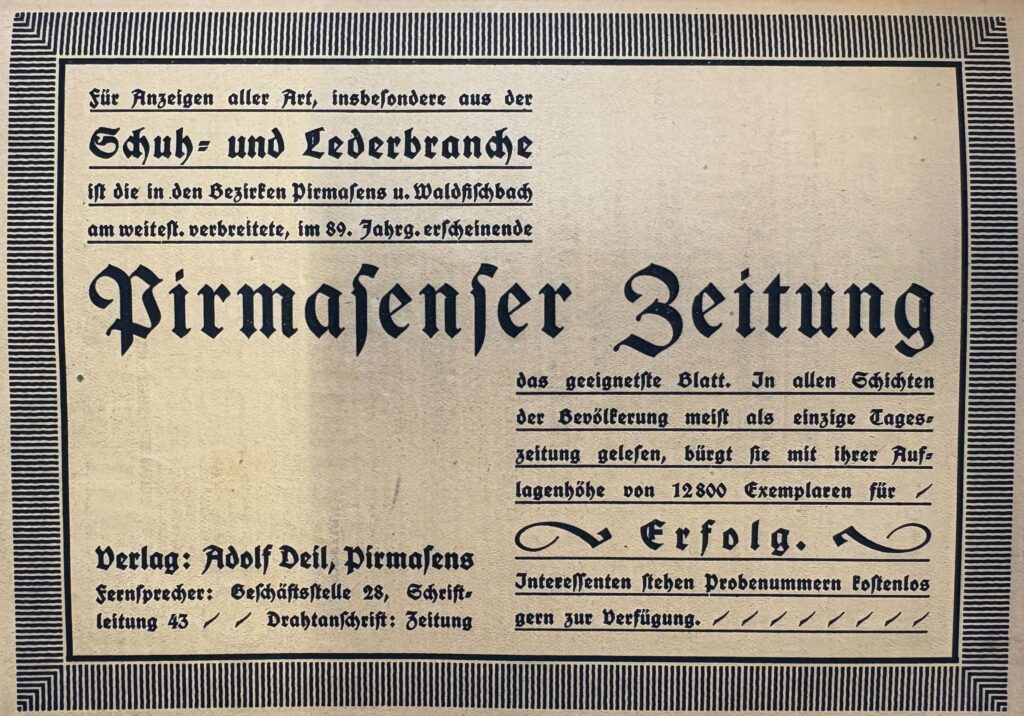 Für Anzeigen aller Art, insbesondere aus der
Schuh- und Lederbranche
ist die in den Bezirken Pirmasens u. Waldfischbach
am weitest. verbreitete, im 89. Jahrg. erscheinende
Pirmasenser Zeitung
das geeignetste Blatt. In allen Schichten
der Bevölkerung meist als einzige Tages-
zeitung gelesen, bürgt sie mit ihrer Auf-
lagenhöhe von 12800 Exemplaren für
Erfolg.
Interessenten stehen Probenummern kostenlos
gern zur Verfügung.
Verlag: Adolf Deil, Pirmasens
Fernsprecher: Geschäftsstelle 28, Schrift-
leitung 43 Drahtanschrift: Zeitung